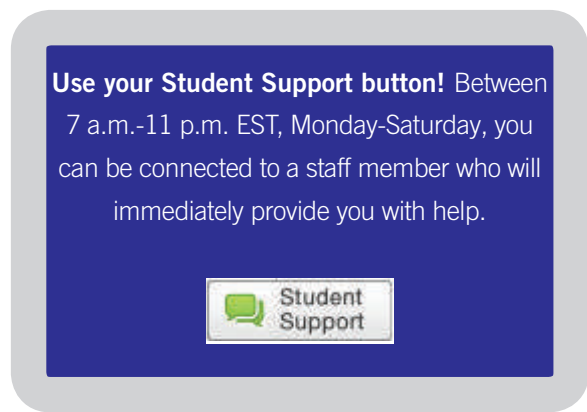 Use your Student Support button! Between
7 a.m.-11 p.m. EST, Monday-Saturday, you
can be connected to a staff member who will
immediately provide you with help.
Student
Support